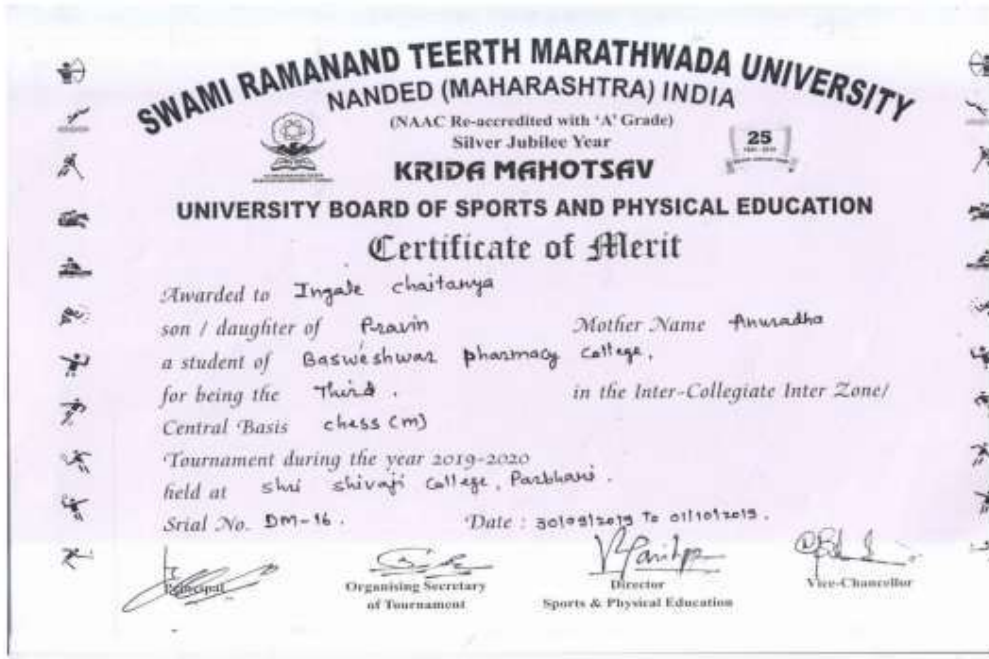 SWAMI RAMANAND TEERTH MARATHWADA UNIVERSITY
NANDED (MAHARASHTRA) INDIA
(NAAC Re-accredited with 'A' Grade)
Silver Jubilee Year
25
KRIDA MAHOTSAV
UNIVERSITY BOARD OF SPORTS AND PHYSICAL EDUCATION
Certificate of Merit
Awarded to Ingale chaitanya
son / daughter of Pravin Mother Name Anuradha
a student of Basweshwar pharmacy College,
for being the Third. in the Inter-Collegiate Inter Zone/
Central Basis chess (m)
Tournament during the year 2019-2020
held at shri shivaji College, Parbhani.
Srial No. DM-16. Date : 30/09/2019 To 01/10/2019.
Principal
Organising Secretary
of Tournament
Director
Sports & Physical Education
Vice-Chancellor